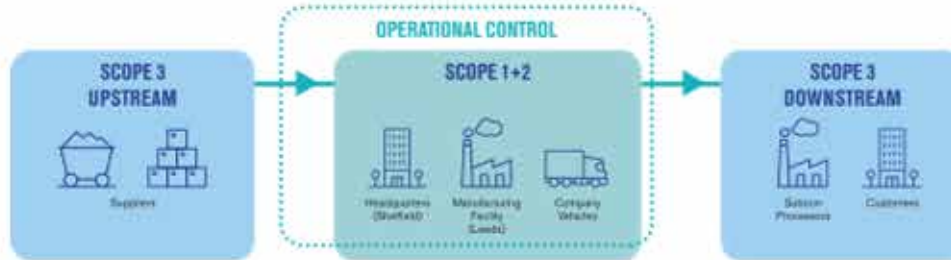 OPERATIONAL CONTROL
SCOPE 3
UPSTREAM
Suppliers
SCOPE 1+2
Headquarters
(Sheffield)
Manufacturing
Facility
(Leeds)
Company
Vehicles
SCOPE 3
DOWNSTREAM
Processors
Customers